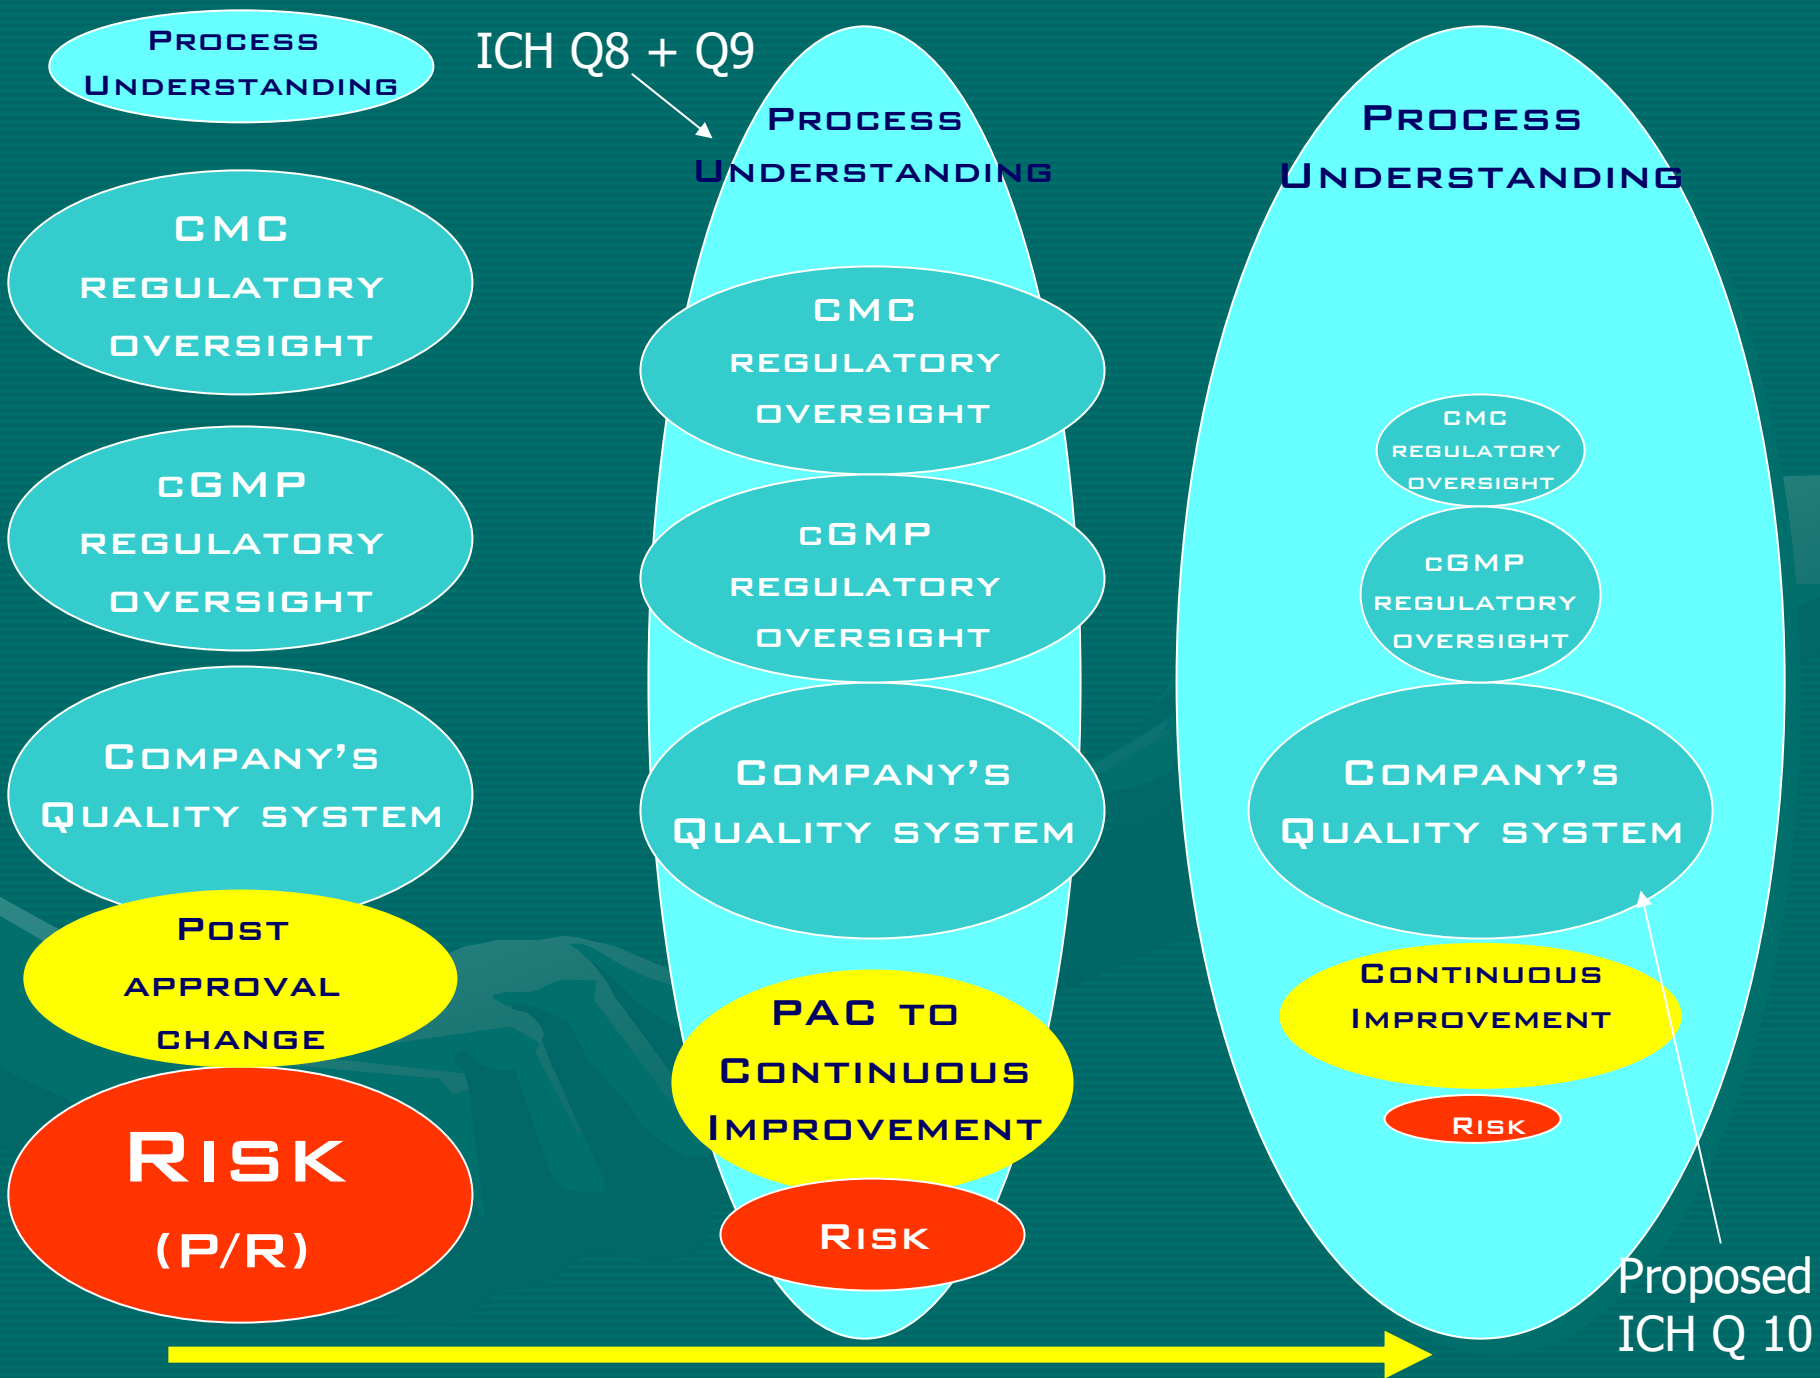 Process
Understanding
CMC
regulatory
oversight
cGMP
regulatory
oversight
Company’s
Quality system
Post
approval
change
Risk
(P/R)
ICH Q8 + Q9
Process
Understanding
CMC
regulatory
oversight
cGMP
regulatory
oversight
Company’s
Quality system
PAC to
Continuous
Improvement
Risk
Process
Understanding
CMC
regulatory
oversight
cGMP
regulatory
oversight
Company’s
Quality system
Continuous
Improvement
Risk
Proposed
ICH Q 10